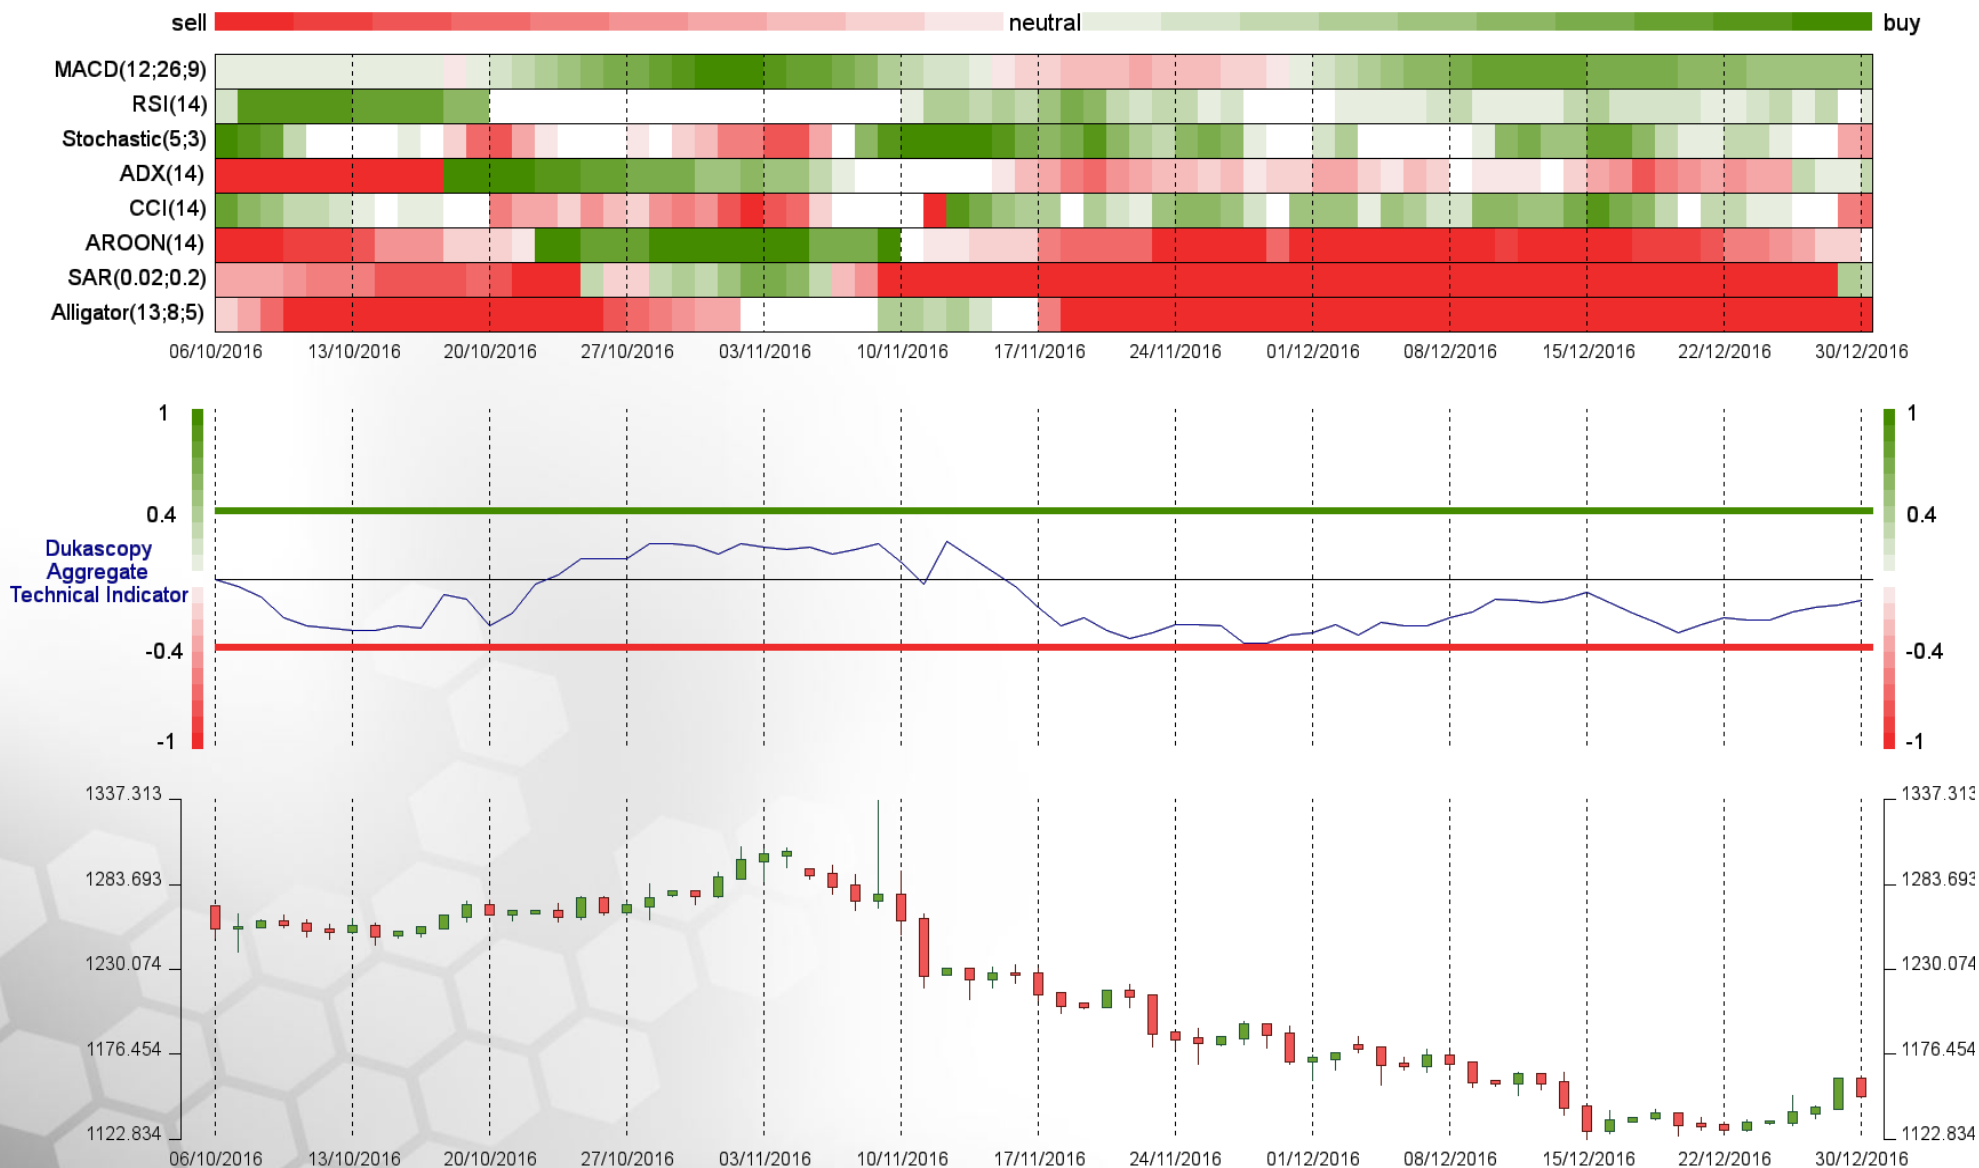 sell neutral buy
MACD(12;26;9)
RSI(14)
Stochastic(5;3)
ADX(14)
CCI(14)
AROON(14)
SAR(0.02;0.2)
Alligator(13;8;5)
06/10/2016 13/10/2016 20/10/2016 27/10/2016 03/11/2016 10/11/2016 17/11/2016 24/11/2016 01/12/2016 08/12/2016 15/12/2016 22/12/2016 30/12/2016
1 1
0.4 0.4
Dukascopy
Aggregate
Technical Indicator
-0.4 -0.4
-1 -1
1337.313 1337.313
1283.693 1283.693
1230.074 1230.074
1176.454 1176.454
1122.834 1122.834
06/10/2016 13/10/2016 20/10/2016 27/10/2016 03/11/2016 10/11/2016 17/11/2016 24/11/2016 01/12/2016 08/12/2016 15/12/2016 22/12/2016 30/12/2016